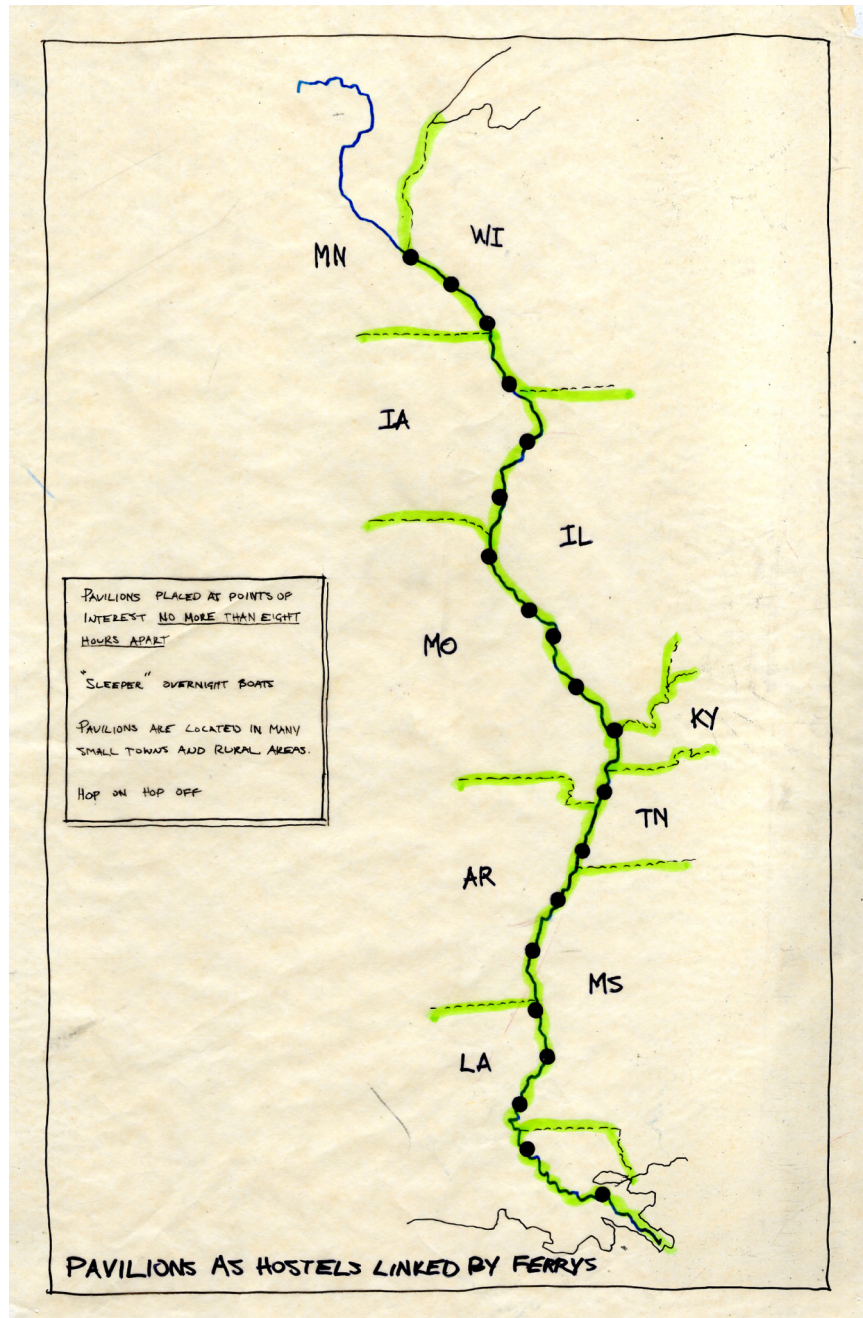 MN
WI
IA
IL
PAVILIONS PLACED AT POINTS OF
INTEREST NO MORE THAN EIGHT
HOURS APART
"SLEEPER" OVERNIGHT BOATS
PAVILIONS ARE LOCATED IN MANY
SMALL TOWNS AND RURAL AREAS.
HOP ON HOP OFF
MO
KY
TN
AR
MS
LA
PAVILIONS AS HOSTELS LINKED BY FERRYS